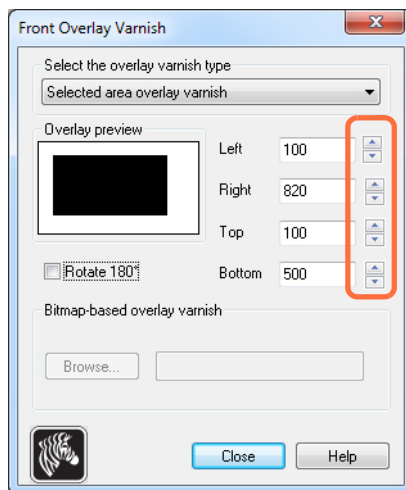 Front Overlay Varnish
Select the overlay varnish type
Selected area overlay varnish
Overlay preview
Left 100
Right 820
Top 100
Rotate 180° Bottom 500
Bitmap-based overlay varnish
Browse...
Close Help